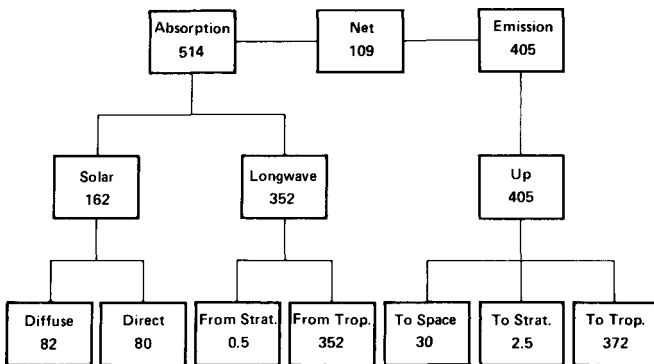 Absorption
514
Net
109
Emission
405
Solar
162
Longwave
352
Up
405
Diffuse
82
Direct
80
From Strat.
0.5
From Trop.
352
To Space
30
To Strat.
2.5
To Trop.
372